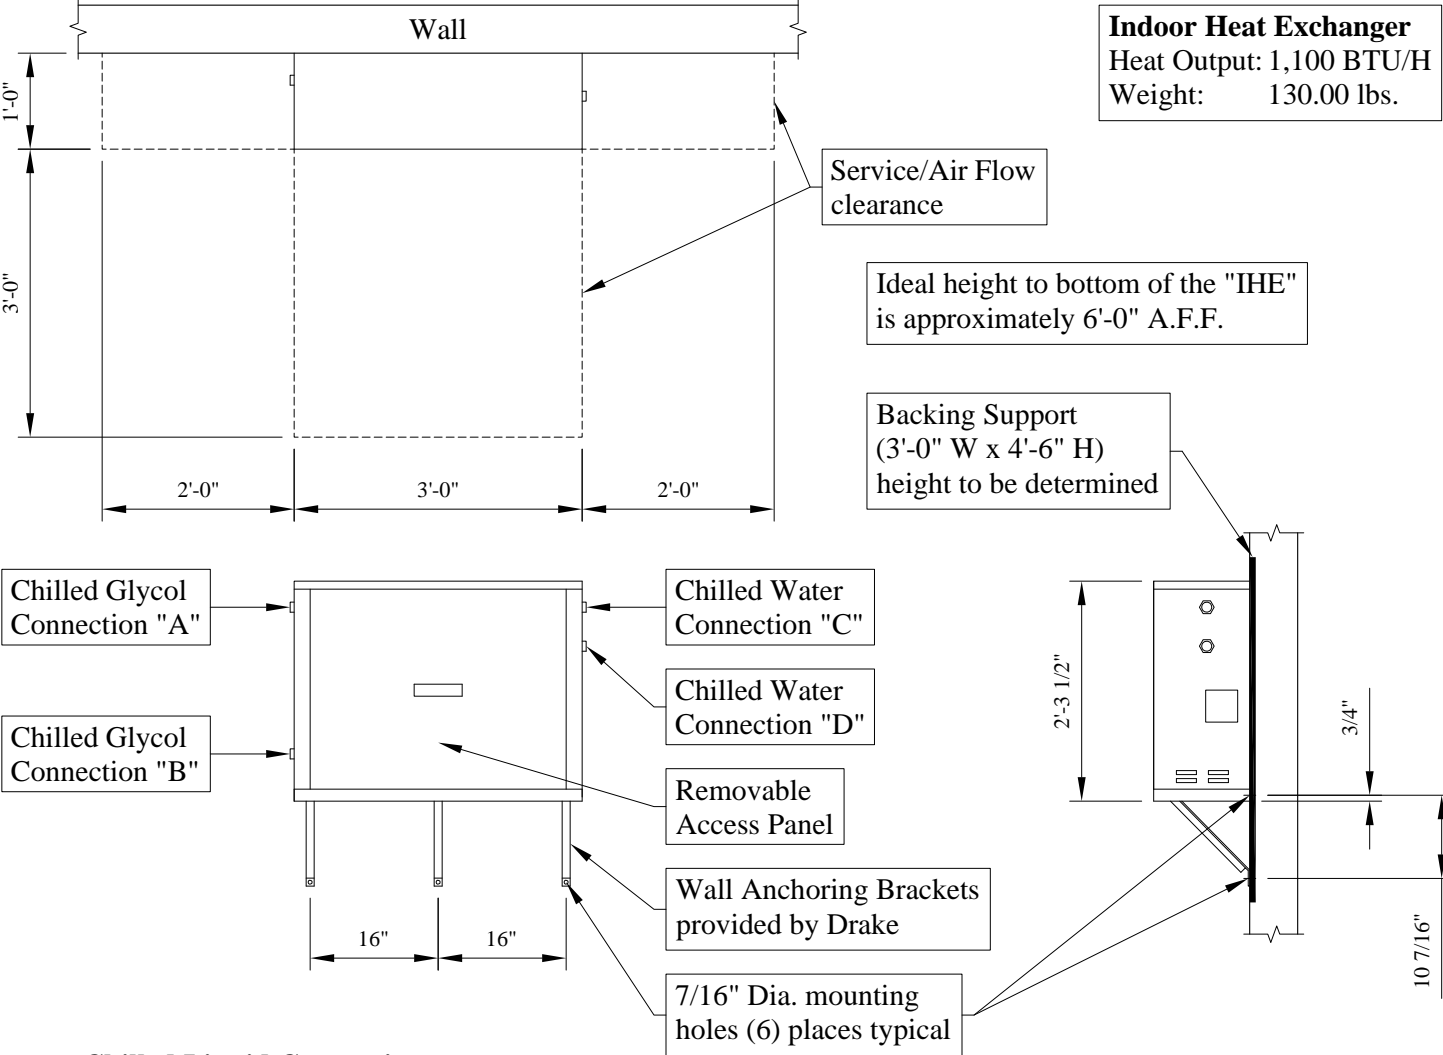 Wall
Indoor Heat Exchanger
Heat Output: 1,100 BTU/H
Weight: 130.00 lbs.
1'-0"
Service/Air Flow
clearance
3'-0"
Ideal height to bottom of the "IHE"
is approximately 6'-0" A.F.F.
Backing Support
(3'-0" W x 4'-6" H)
height to be determined
2'-0"
3'-0"
2'-0"
Chilled Glycol
Connection "A"
Chilled Water
Connection "C"
Chilled Water
Connection "D"
Chilled Glycol
Connection "B"
2'-3 1/2"
3/4"
Removable
Access Panel
Wall Anchoring Brackets
provided by Drake
16"
16"
10 7/16"
7/16" Dia. mounting
holes (6) places typical